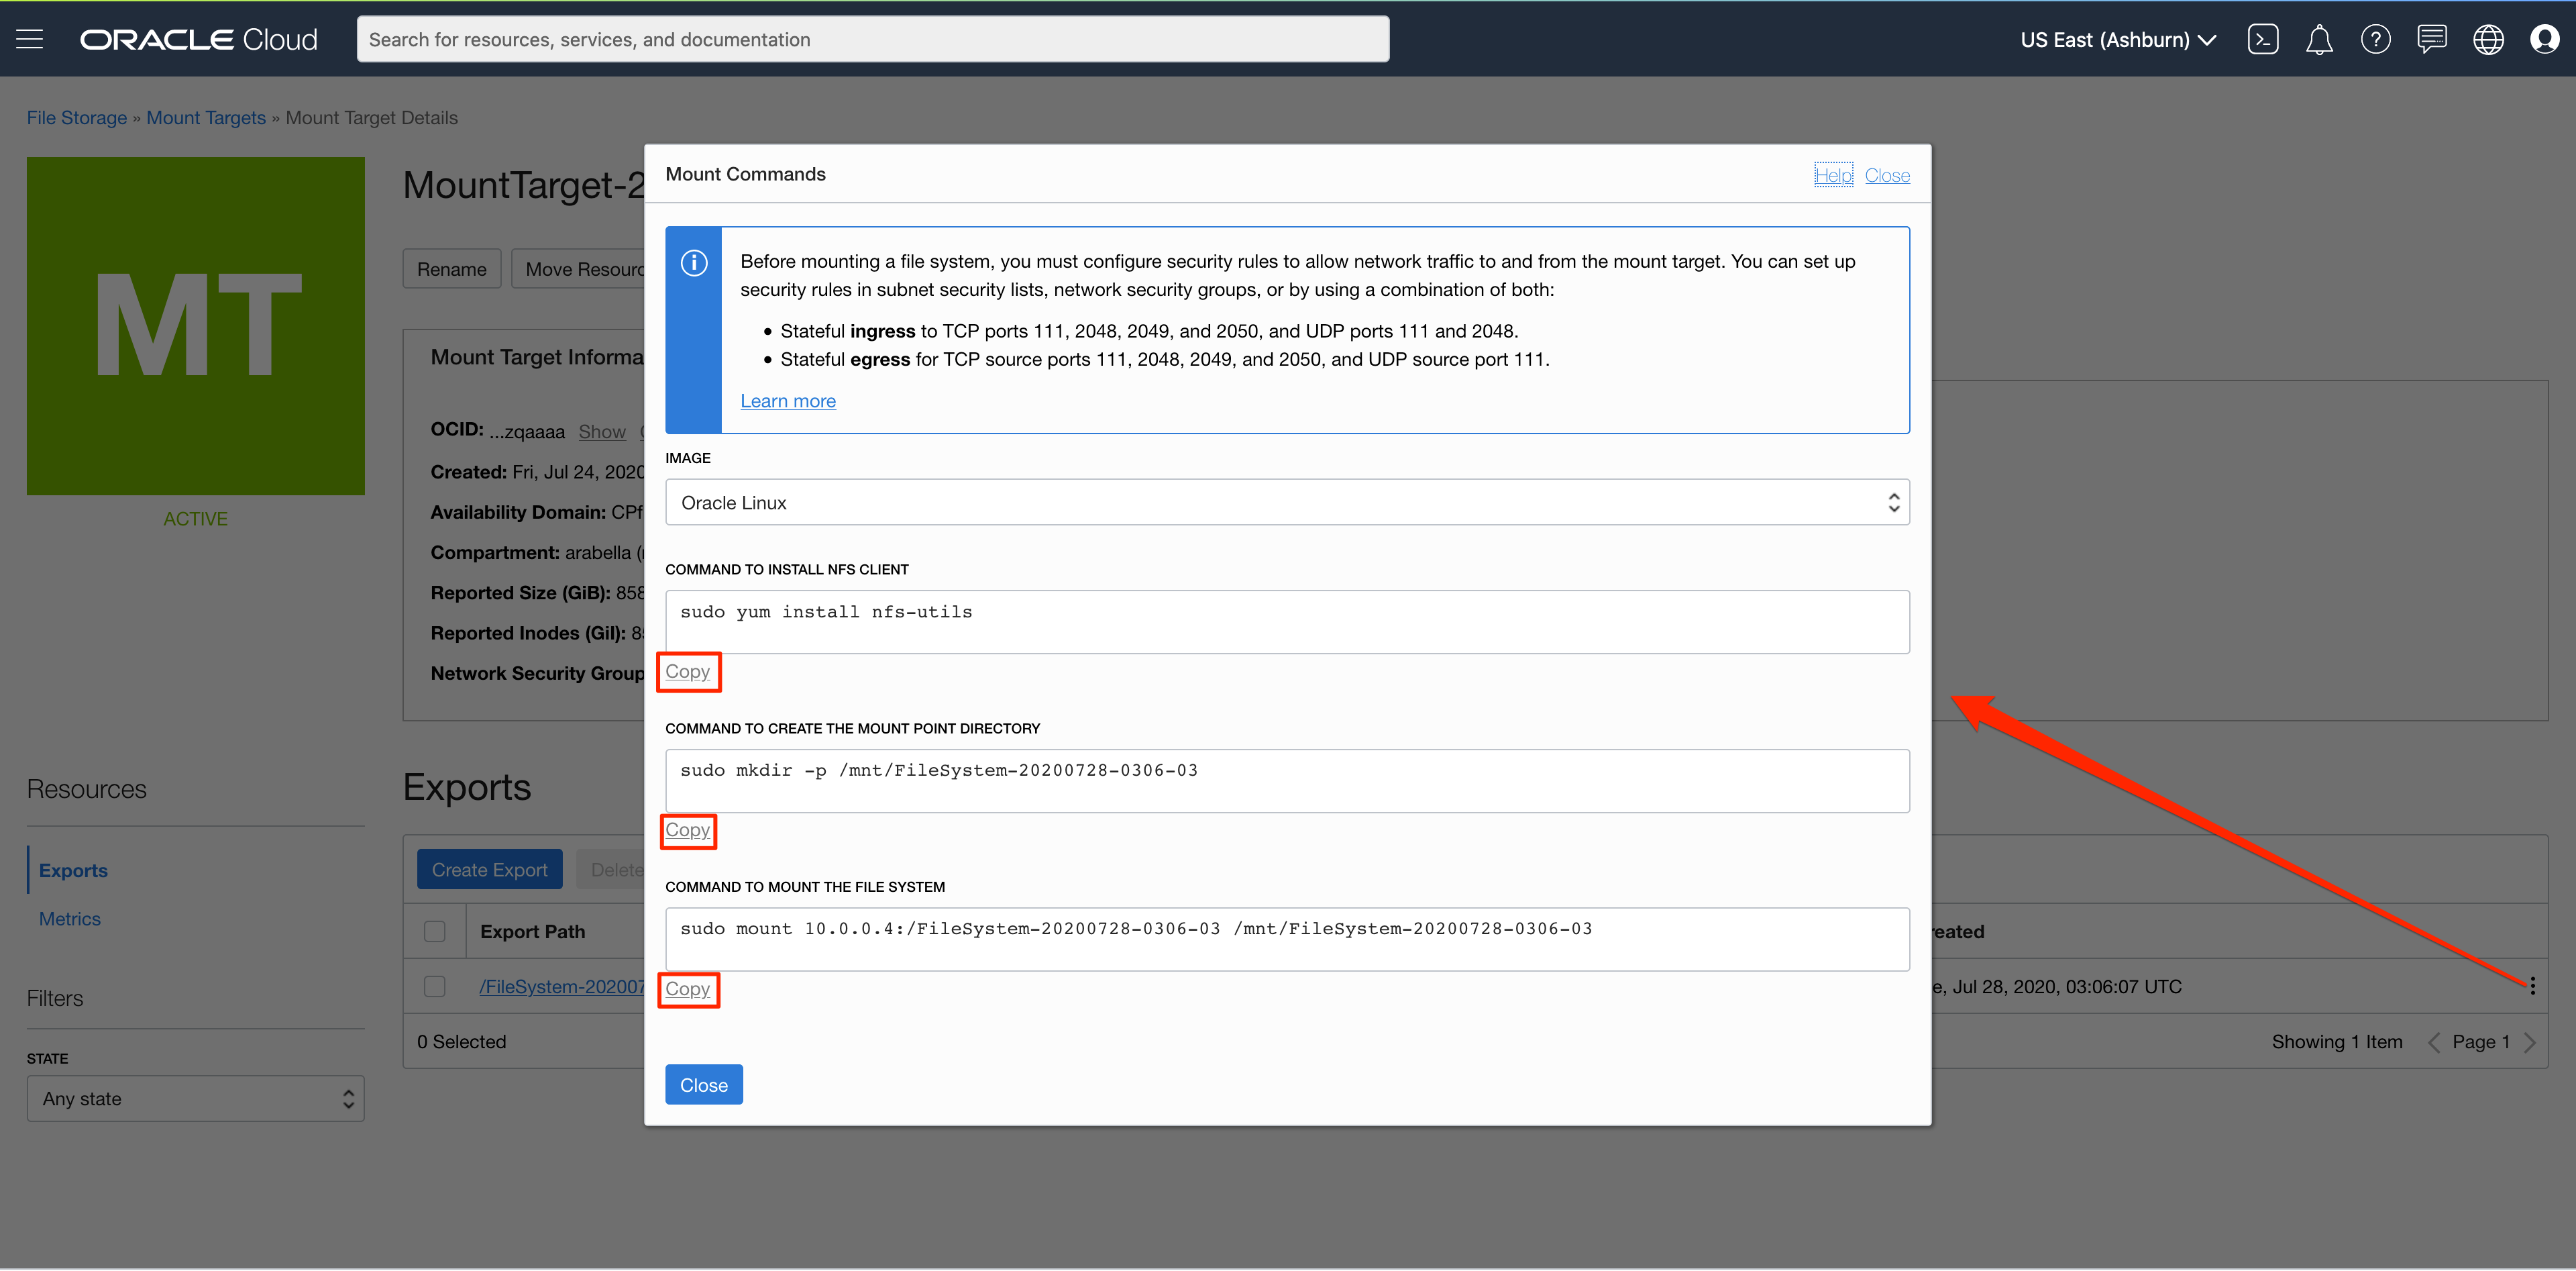 ORACLE Cloud
Search for resources, services, and documentation
US East (Ashburn)
File Storage » Mount Targets » Mount Target Details
MT
ACTIVE
MountTarget-2
Rename
Move Resourc
Mount Target Informa
OCID: ...zqaaaa Show
Created: Fri, Jul 24, 2020
Availability Domain: CPf
Compartment: arabella (
Reported Size (GiB): 858
Reported Inodes (GiI): 8
Network Security Group
Mount Commands
Help Close
Before mounting a file system, you must configure security rules to allow network traffic to and from the mount target. You can set up
security rules in subnet security lists, network security groups, or by using a combination of both:
• Stateful ingress to TCP ports 111, 2048, 2049, and 2050, and UDP ports 111 and 2048.
• Stateful egress for TCP source ports 111, 2048, 2049, and 2050, and UDP source port 111.
Learn more
IMAGE
Oracle Linux
COMMAND TO INSTALL NFS CLIENT
sudo yum install nfs-utils
Copy
COMMAND TO CREATE THE MOUNT POINT DIRECTORY
sudo mkdir -p /mnt/FileSystem-20200728-0306-03
Copy
COMMAND TO MOUNT THE FILE SYSTEM
sudo mount 10.0.0.4:/FileSystem-20200728-0306-03 /mnt/FileSystem-20200728-0306-03
Copy
Close
Resources
Exports
Metrics
Filters
STATE
Any state
Exports
Create Export
Delete
Export Path
reated
/FileSystem-202007
e, Jul 28, 2020, 03:06:07 UTC
0 Selected
Showing 1 Item
Page 1